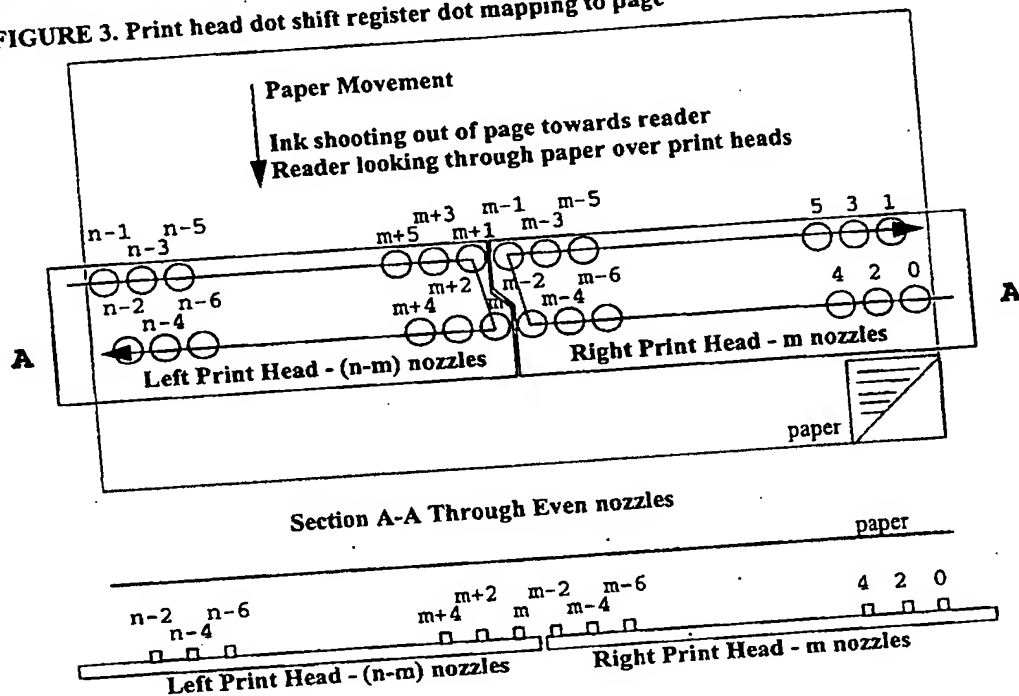 FIGURE 3. Print head dot shift register dot mapping to page
Paper Movement
Ink shooting out of page towards reader
Reader looking through paper over print heads
n-1 n-3 n-5 m+5 m+3 m+1 m-1 m-3 m-5 5 3 1
n-2 n-4 n-6 m+4 m+2 m m-2 m-4 m-6 4 2 0
A A
Left Print Head - (n-m) nozzles Right Print Head - m nozzles
paper
Section A-A Through Even nozzles
paper
n-2 n-4 n-6 m+4 m+2 m m-2 m-4 m-6 4 2 0
Left Print Head - (n-m) nozzles Right Print Head - m nozzles